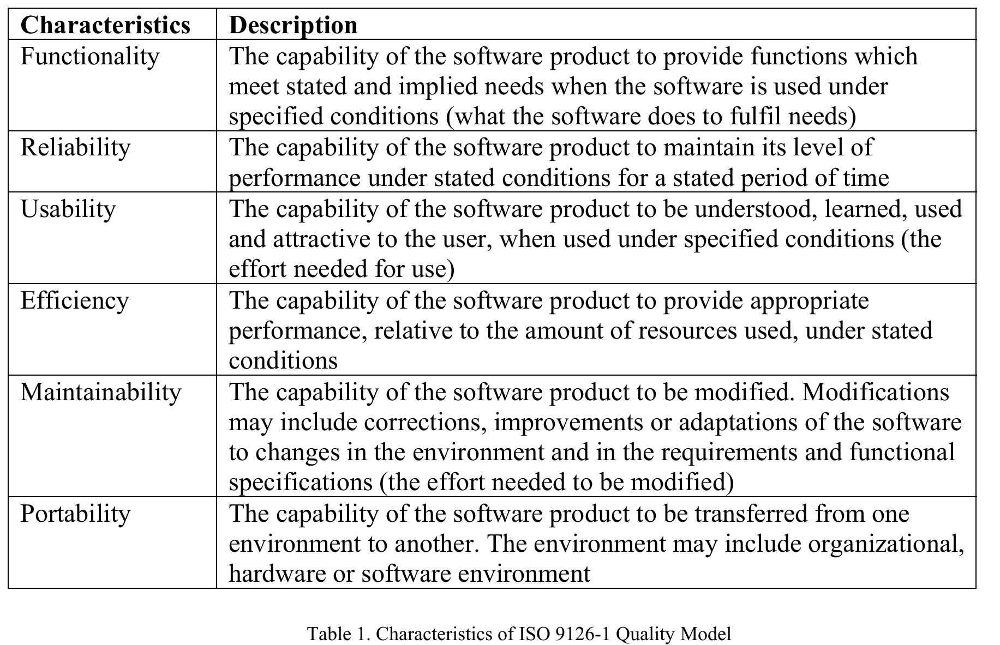 Characteristics Description
Functionality The capability of the software product to provide functions which
meet stated and implied needs when the software is used under
specified conditions (what the software does to fulfil needs)
Reliability The capability of the software product to maintain its level of
performance under stated conditions for a stated period of time
Usability The capability of the software product to be understood, learned, used
and attractive to the user, when used under specified conditions (the
effort needed for use)
Efficiency The capability of the software product to provide appropriate
performance, relative to the amount of resources used, under stated
conditions
Maintainability The capability of the software product to be modified. Modifications
may include corrections, improvements or adaptations of the software
to changes in the environment and in the requirements and functional
specifications (the effort needed to be modified)
Portability The capability of the software product to be transferred from one
environment to another. The environment may include organizational,
hardware or software environment
Table 1. Characteristics of ISO 9126-1 Quality Model